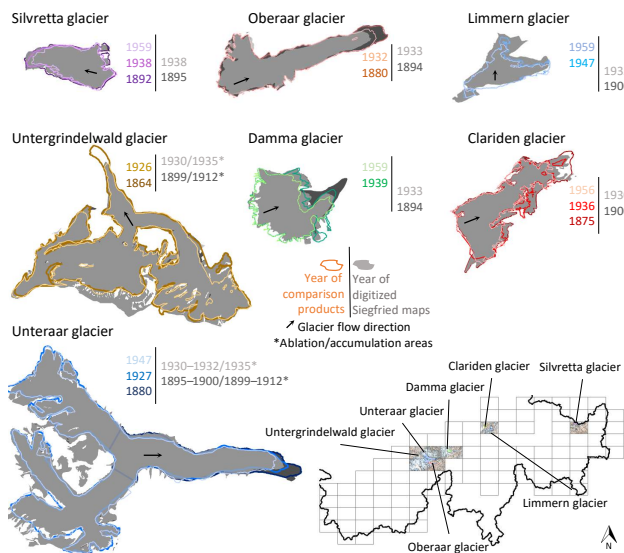 Silvretta glacier
1959
1938
1892
1938
1895
Oberaar glacier
1932
1880
1933
1894
Limmern glacier
1959
1947
193
190
Untergrindelwald glacier
1926
1864
1930/1935*
1899/1912*
Damma glacier
1959
1939
1933
1894
Clariden glacier
1956
1936
1875
193
190
Year of
comparison
products
Year of
digitized
Siegfried maps
Glacier flow direction
*Ablation/accumulation areas
Unteraar glacier
1947
1927
1880
1930–1932/1935*
1895–1900/1899–1912*
Clariden glacier
Silvretta glacier
Damma glacier
Unteraar glacier
Untergrindelwald glacier
Limmern glacier
Oberaar glacier
N